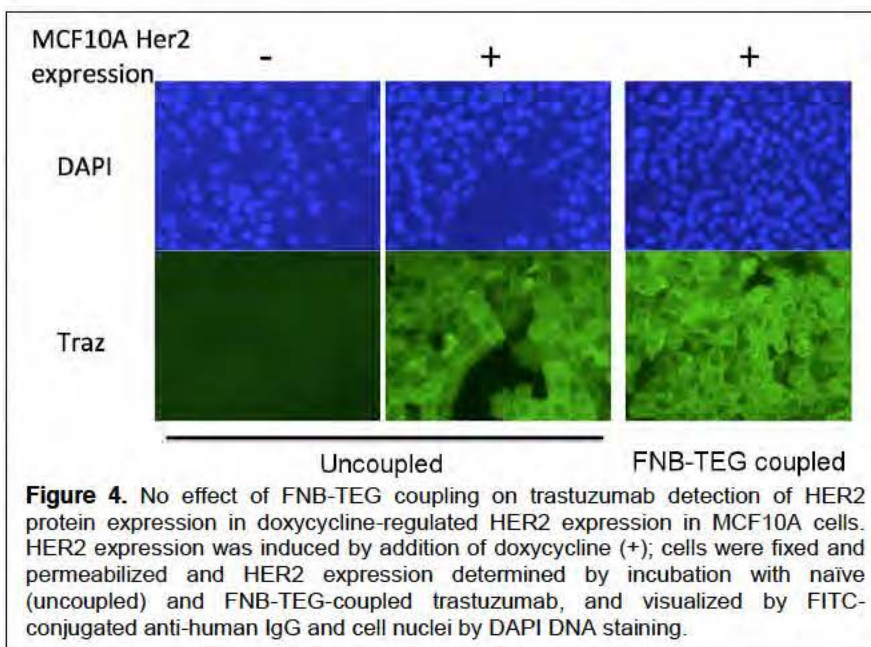 MCF10A Her2
expression
- + +
DAPI
Traz
Uncoupled FNB-TEG coupled
Figure 4. No effect of FNB-TEG coupling on trastuzumab detection of HER2
protein expression in doxycycline-regulated HER2 expression in MCF10A cells.
HER2 expression was induced by addition of doxycycline (+); cells were fixed and
permeabilized and HER2 expression determined by incubation with naïve
(uncoupled) and FNB-TEG-coupled trastuzumab, and visualized by FITC-
conjugated anti-human IgG and cell nuclei by DAPI DNA staining.